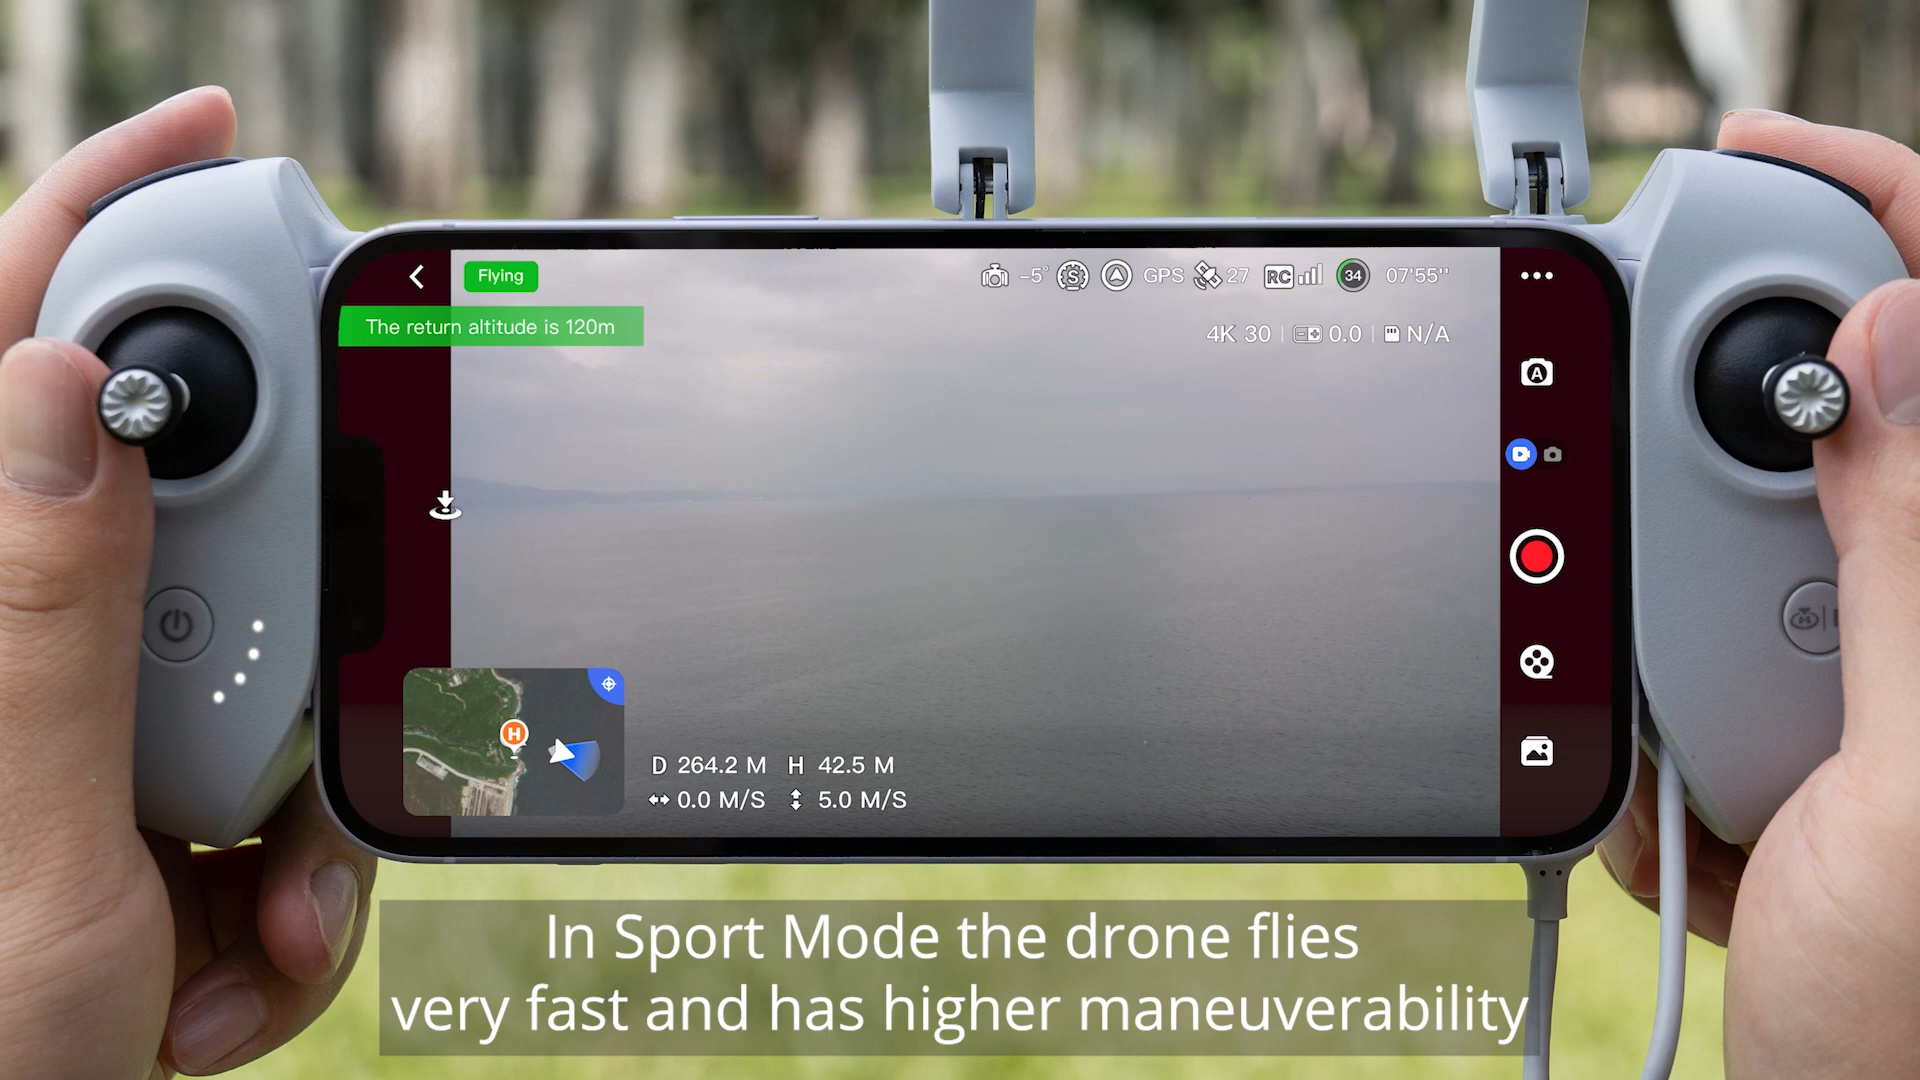 Flying
-5° S GPS 27 RC 34 07'55''
The return altitude is 120m
4K 30 | 0.0 | N/A
A
H
D 264.2 M H 42.5 M
0.0 M/S 5.0 M/S
In Sport Mode the drone flies
very fast and has higher maneuverability